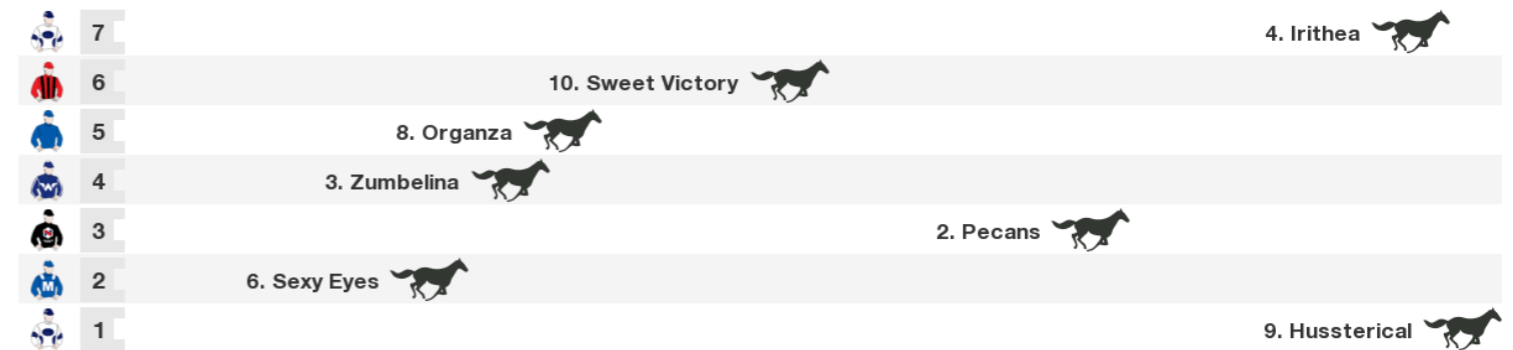 7 4. Irithea
6 10. Sweet Victory
5 8. Organza
4 3. Zumbelina
W
3 2. Pecans
2 6. Sexy Eyes
M
1 9. Hussterical